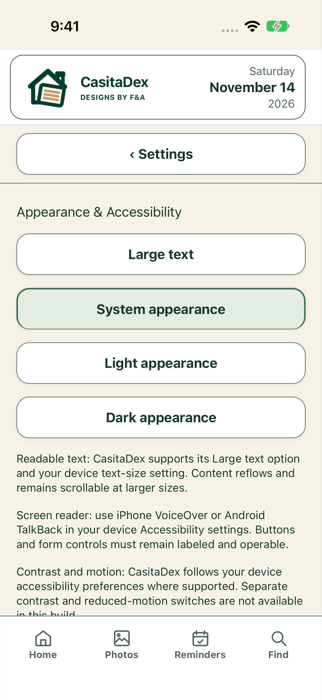 9:41
CasitaDex
DESIGNS BY F&A
Saturday
November 14
2026
‹ Settings
Appearance & Accessibility
Large text
System appearance
Light appearance
Dark appearance
Readable text: CasitaDex supports its Large text option
and your device text-size setting. Content reflows and
remains scrollable at larger sizes.
Screen reader: use iPhone VoiceOver or Android
TalkBack in your device Accessibility settings. Buttons
and form controls must remain labeled and operable.
Contrast and motion: CasitaDex follows your device
accessibility preferences where supported. Separate
contrast and reduced-motion switches are not available
in this build.
Home
Photos
Reminders
Find